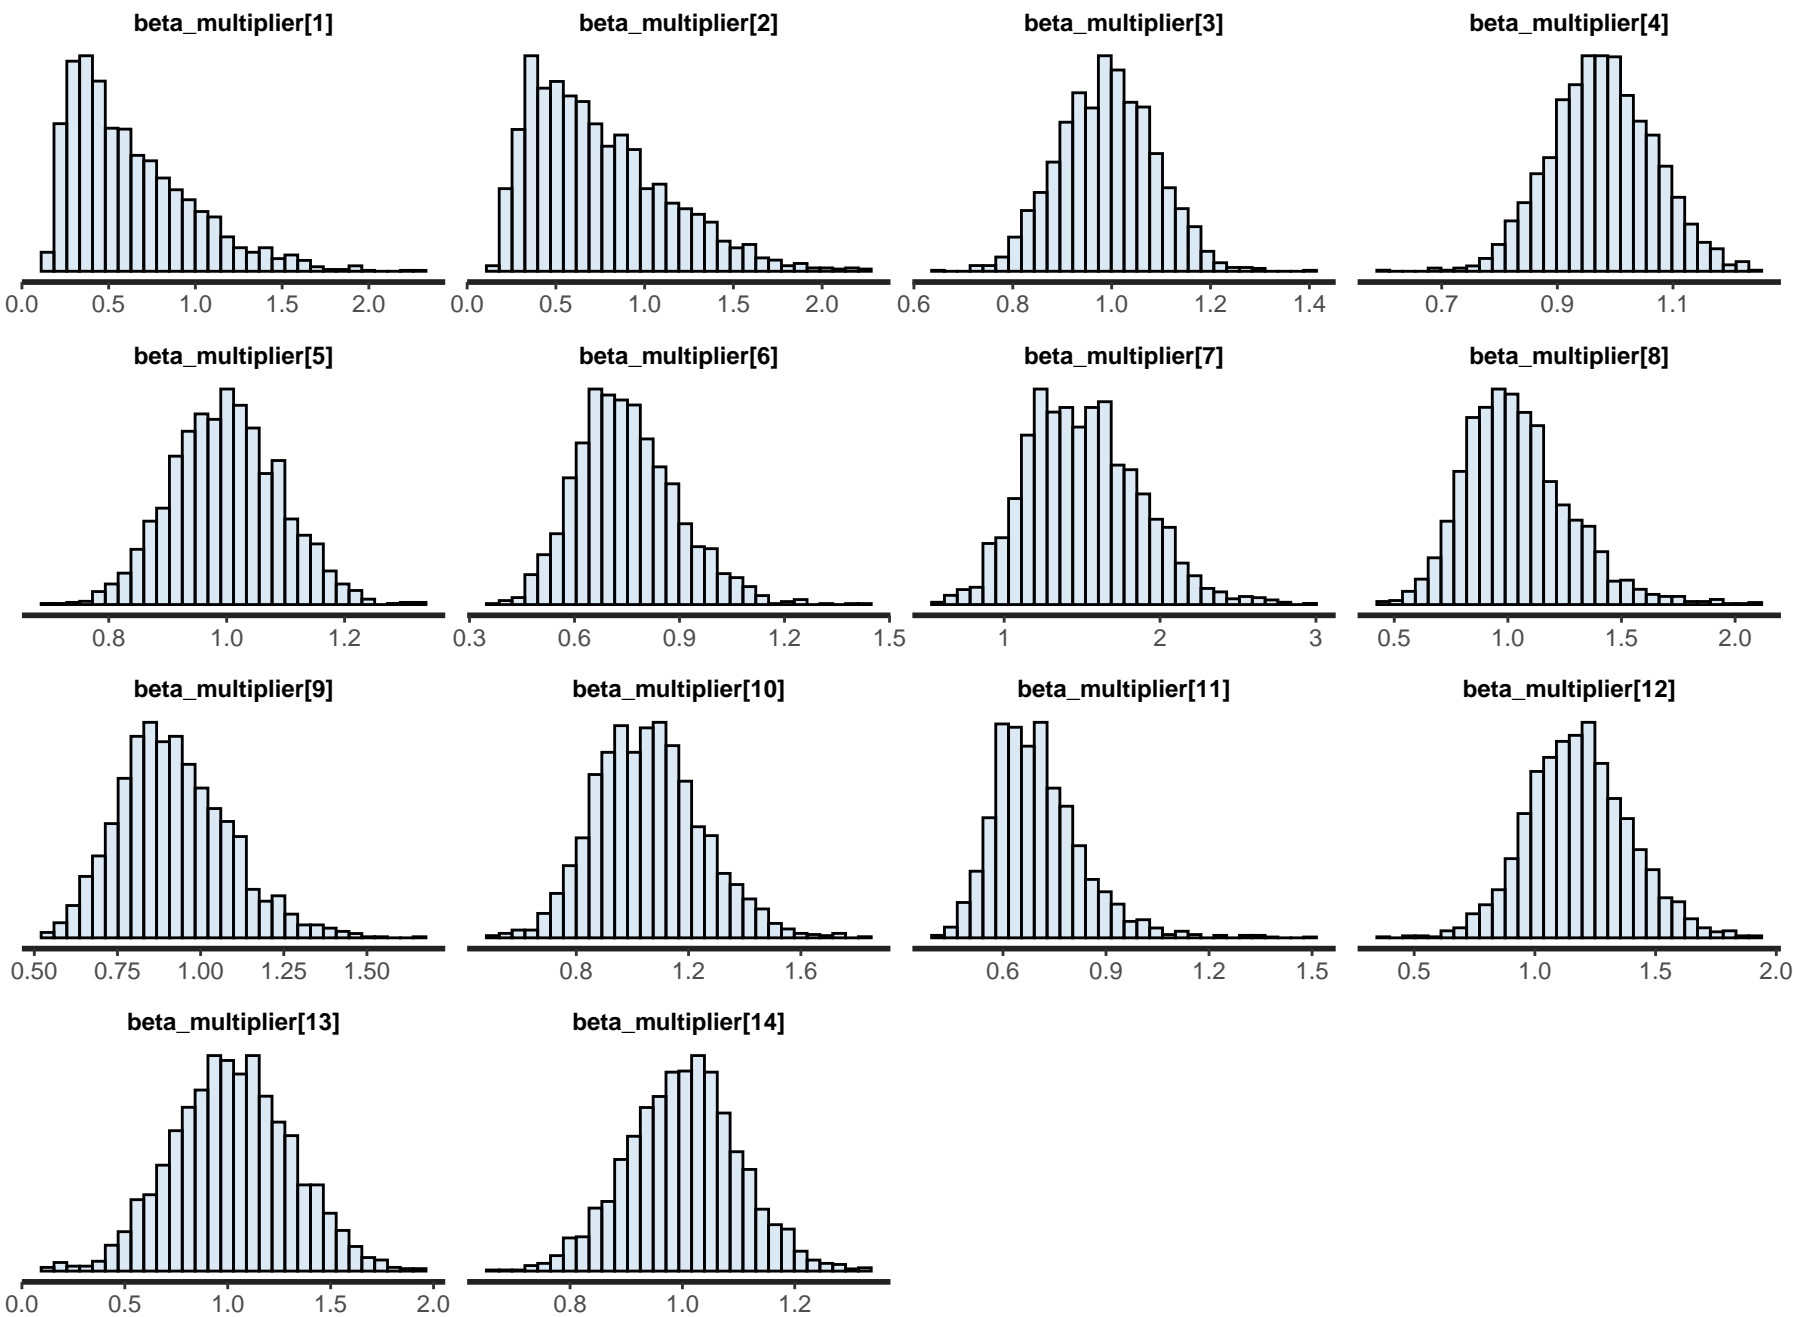 beta_multiplier[1] beta_multiplier[2] beta_multiplier[3] beta_multiplier[4]
0.0 0.5 1.0 1.5 2.0 0.0 0.5 1.0 1.5 2.0 0.6 0.8 1.0 1.2 1.4 0.7 0.9 1.1
beta_multiplier[5] beta_multiplier[6] beta_multiplier[7] beta_multiplier[8]
0.8 1.0 1.2 0.3 0.6 0.9 1.2 1.5 1 2 3 0.5 1.0 1.5 2.0
beta_multiplier[9] beta_multiplier[10] beta_multiplier[11] beta_multiplier[12]
0.50 0.75 1.00 1.25 1.50 0.8 1.2 1.6 0.6 0.9 1.2 1.5 0.5 1.0 1.5 2.0
beta_multiplier[13] beta_multiplier[14]
0.0 0.5 1.0 1.5 2.0 0.8 1.0 1.2